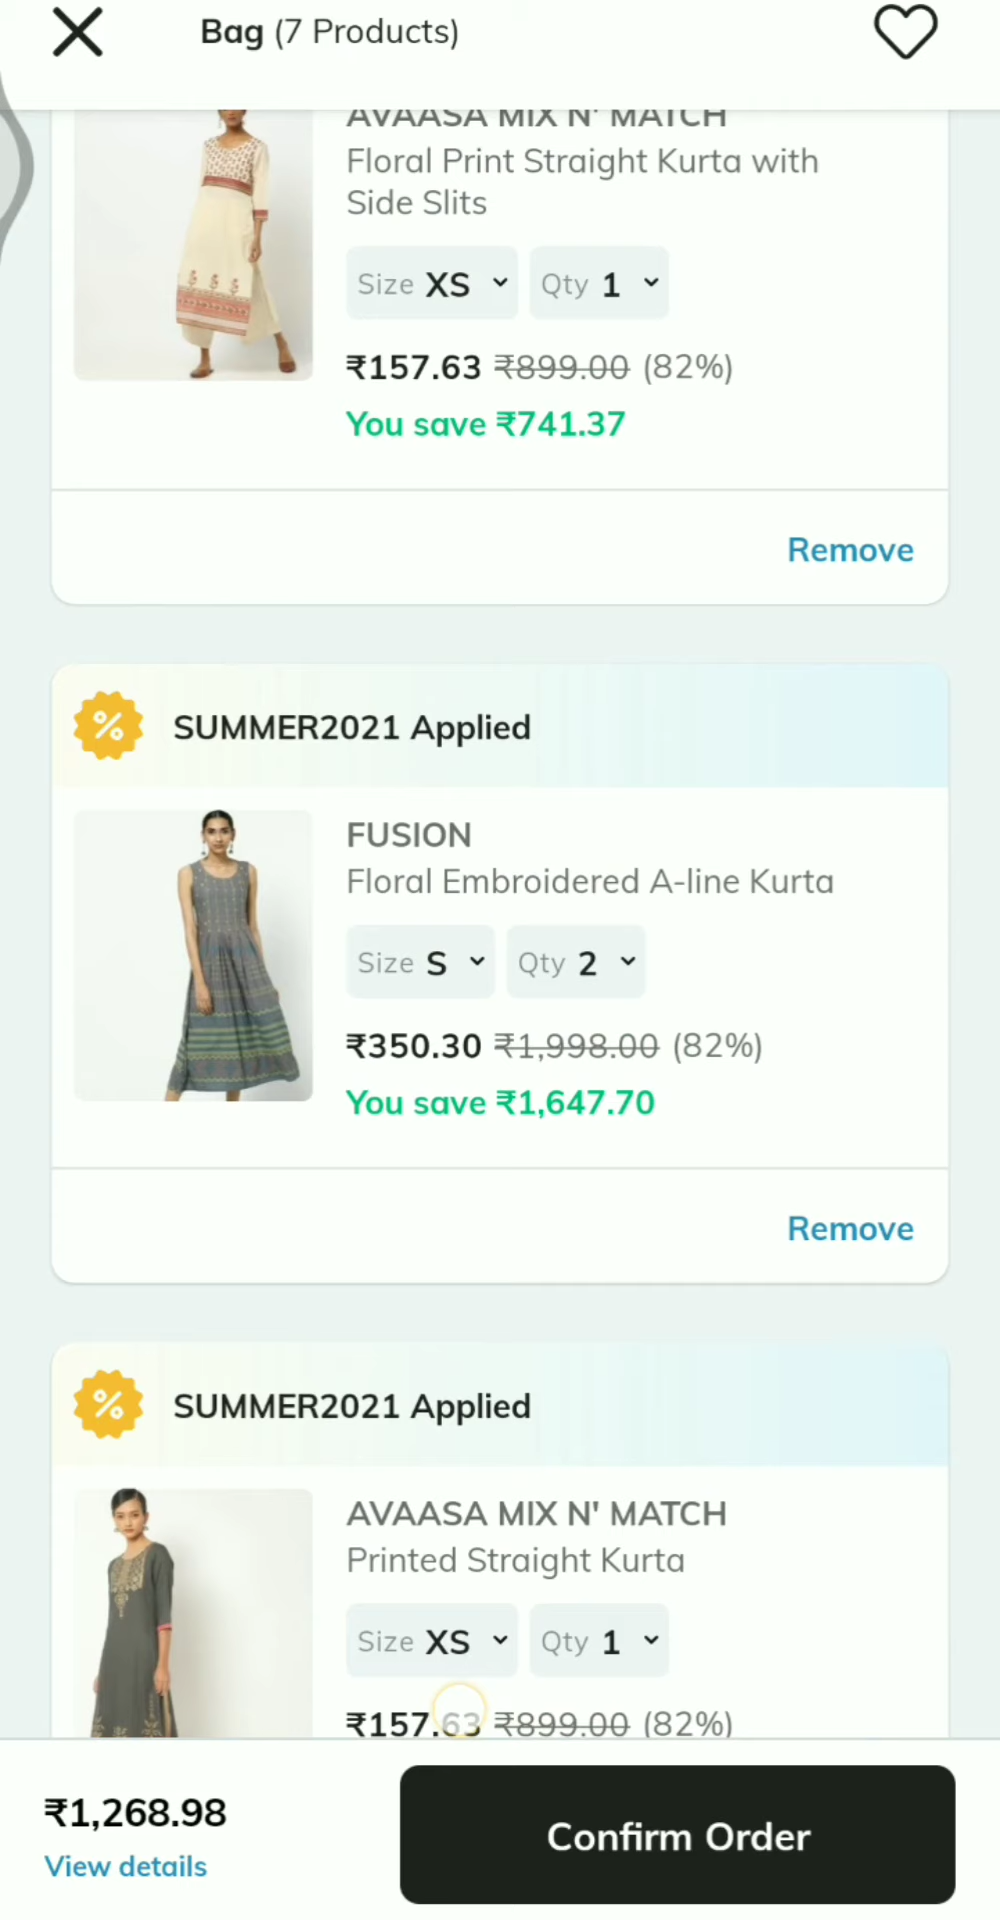 Bag (7 Products)
AVAASA MIX N' MATCH
Floral Print Straight Kurta with
Side Slits
Size XS Qty 1
₹157.63 ₹899.00 (82%)
You save ₹741.37
Remove
% SUMMER2021 Applied
FUSION
Floral Embroidered A-line Kurta
Size S Qty 2
₹350.30 ₹1,998.00 (82%)
You save ₹1,647.70
Remove
% SUMMER2021 Applied
AVAASA MIX N' MATCH
Printed Straight Kurta
Size XS Qty 1
₹157.63 ₹899.00 (82%)
₹1,268.98
View details
Confirm Order